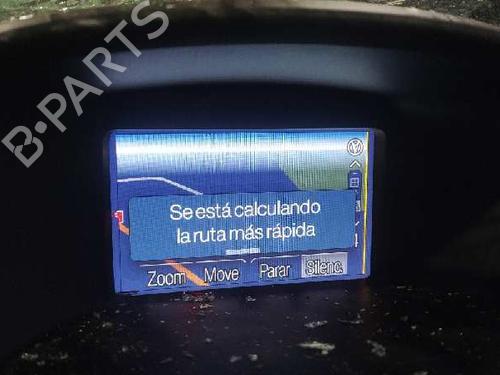 B-PARTS
Se está calculando
la ruta más rápida
Zoom Move Parar Silenc.